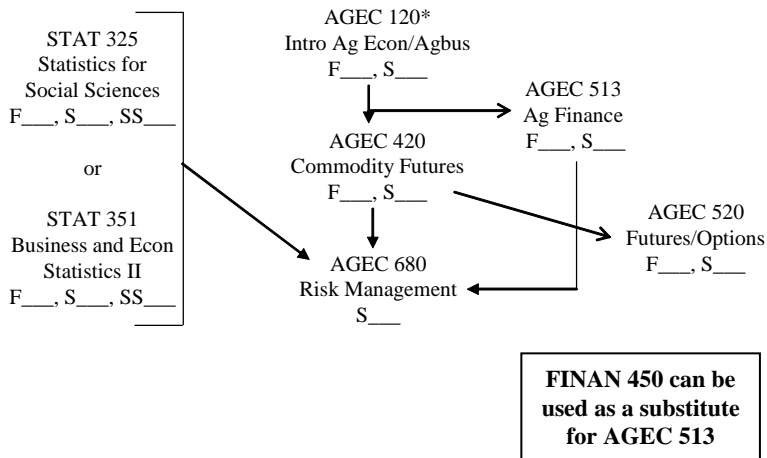 STAT 325
Statistics for
Social Sciences
F___, S___, SS___
or
STAT 351
Business and Econ
Statistics II
F___, S___, SS___
AGEC 120*
Intro Ag Econ/Agbus
F___, S___
AGEC 420
Commodity Futures
F___, S___
AGEC 680
Risk Management
S___
AGEC 513
Ag Finance
F___, S___
AGEC 520
Futures/Options
F___, S___
FINAN 450 can be
used as a substitute
for AGEC 513